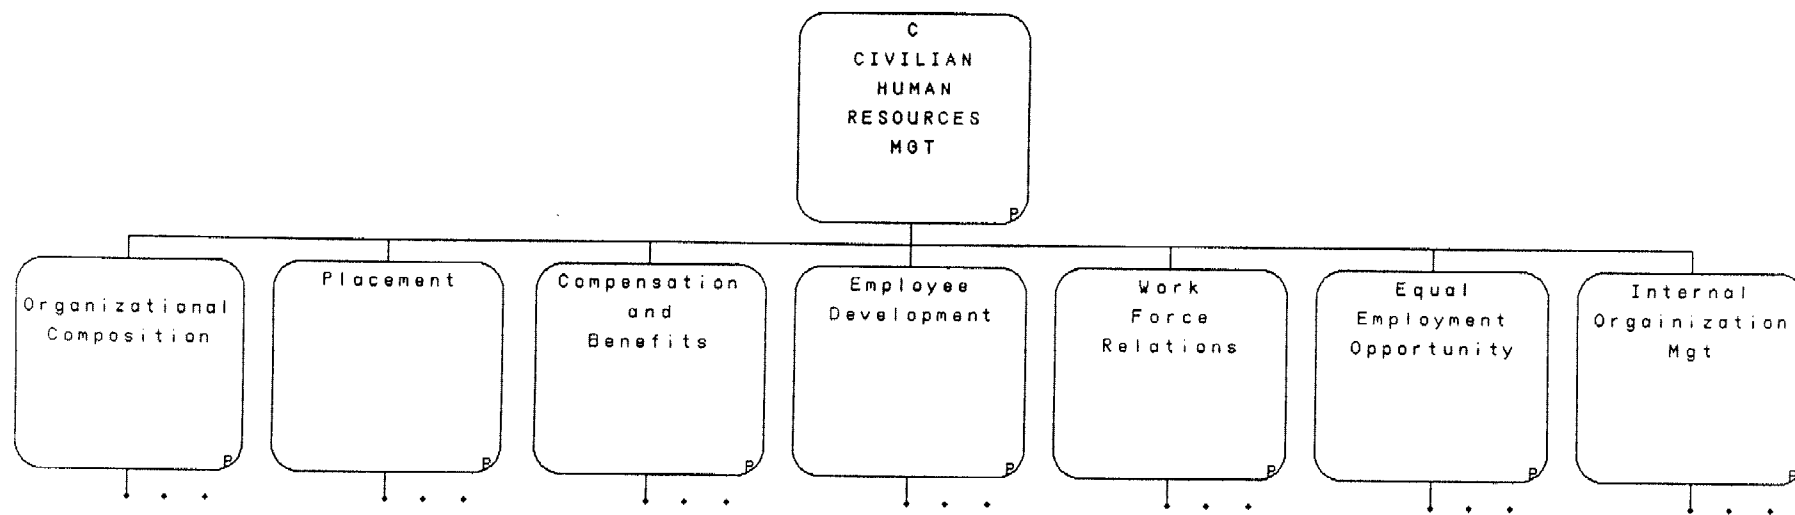 C
CIVILIAN
HUMAN
RESOURCES
MGT
P
Organizational
Composition
P
Placement
P
Compensation
and
Benefits
P
Employee
Development
P
Work
Force
Relations
P
Equal
Employment
Opportunity
P
Internal
Orgainization
Mgt
P